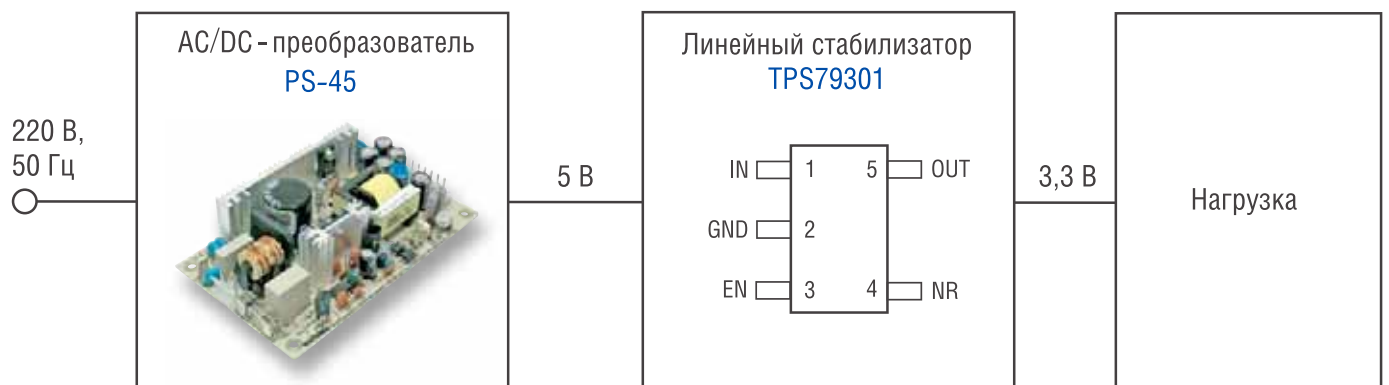 220 В,
50 Гц
AC/DC - преобразователь
PS-45
5 В
Линейный стабилизатор
TPS79301
IN 1 5 OUT
GND 2
EN 3 4 NR
3,3 В
Нагрузка